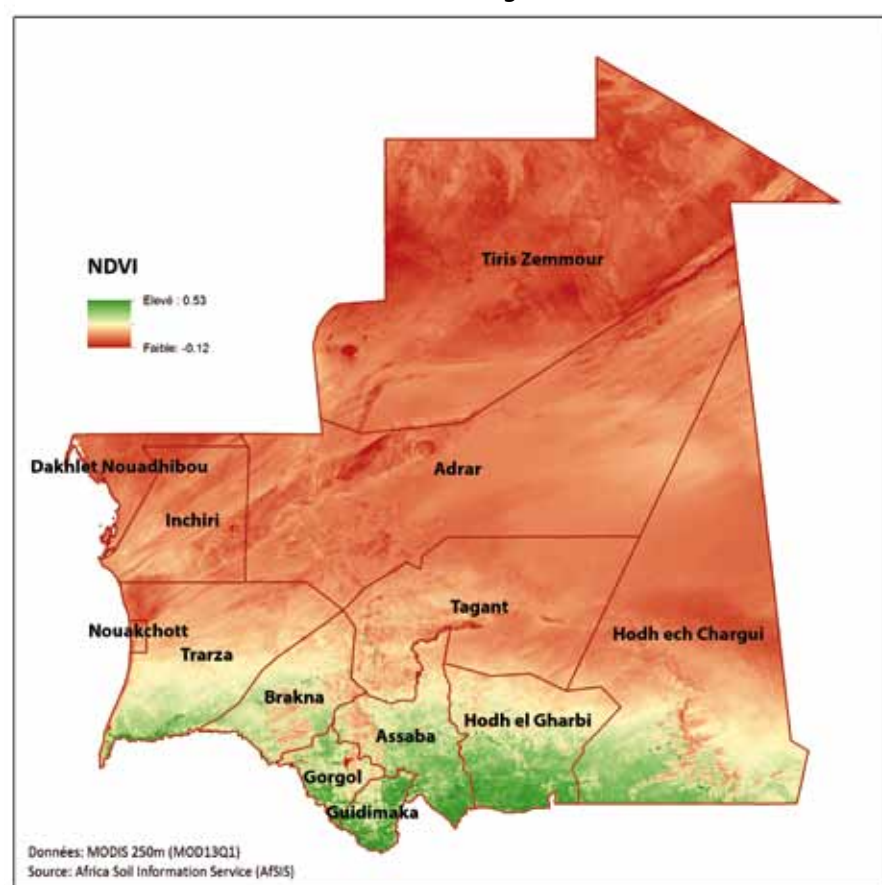 Tiris Zemmour
NDVI
Elevé : 0.53
Faible: -0.12
Dakhlet Nouadhibou
Adrar
Inchiri
Tagant
Nouakchott
Hodh ech Chargui
Trarza
Brakna
Hodh el Gharbi
Assaba
Gorgol
Guidimaka
Données: MODIS 250m (MOD13Q1)
Source: Africa Soil Information Service (AfSIS)